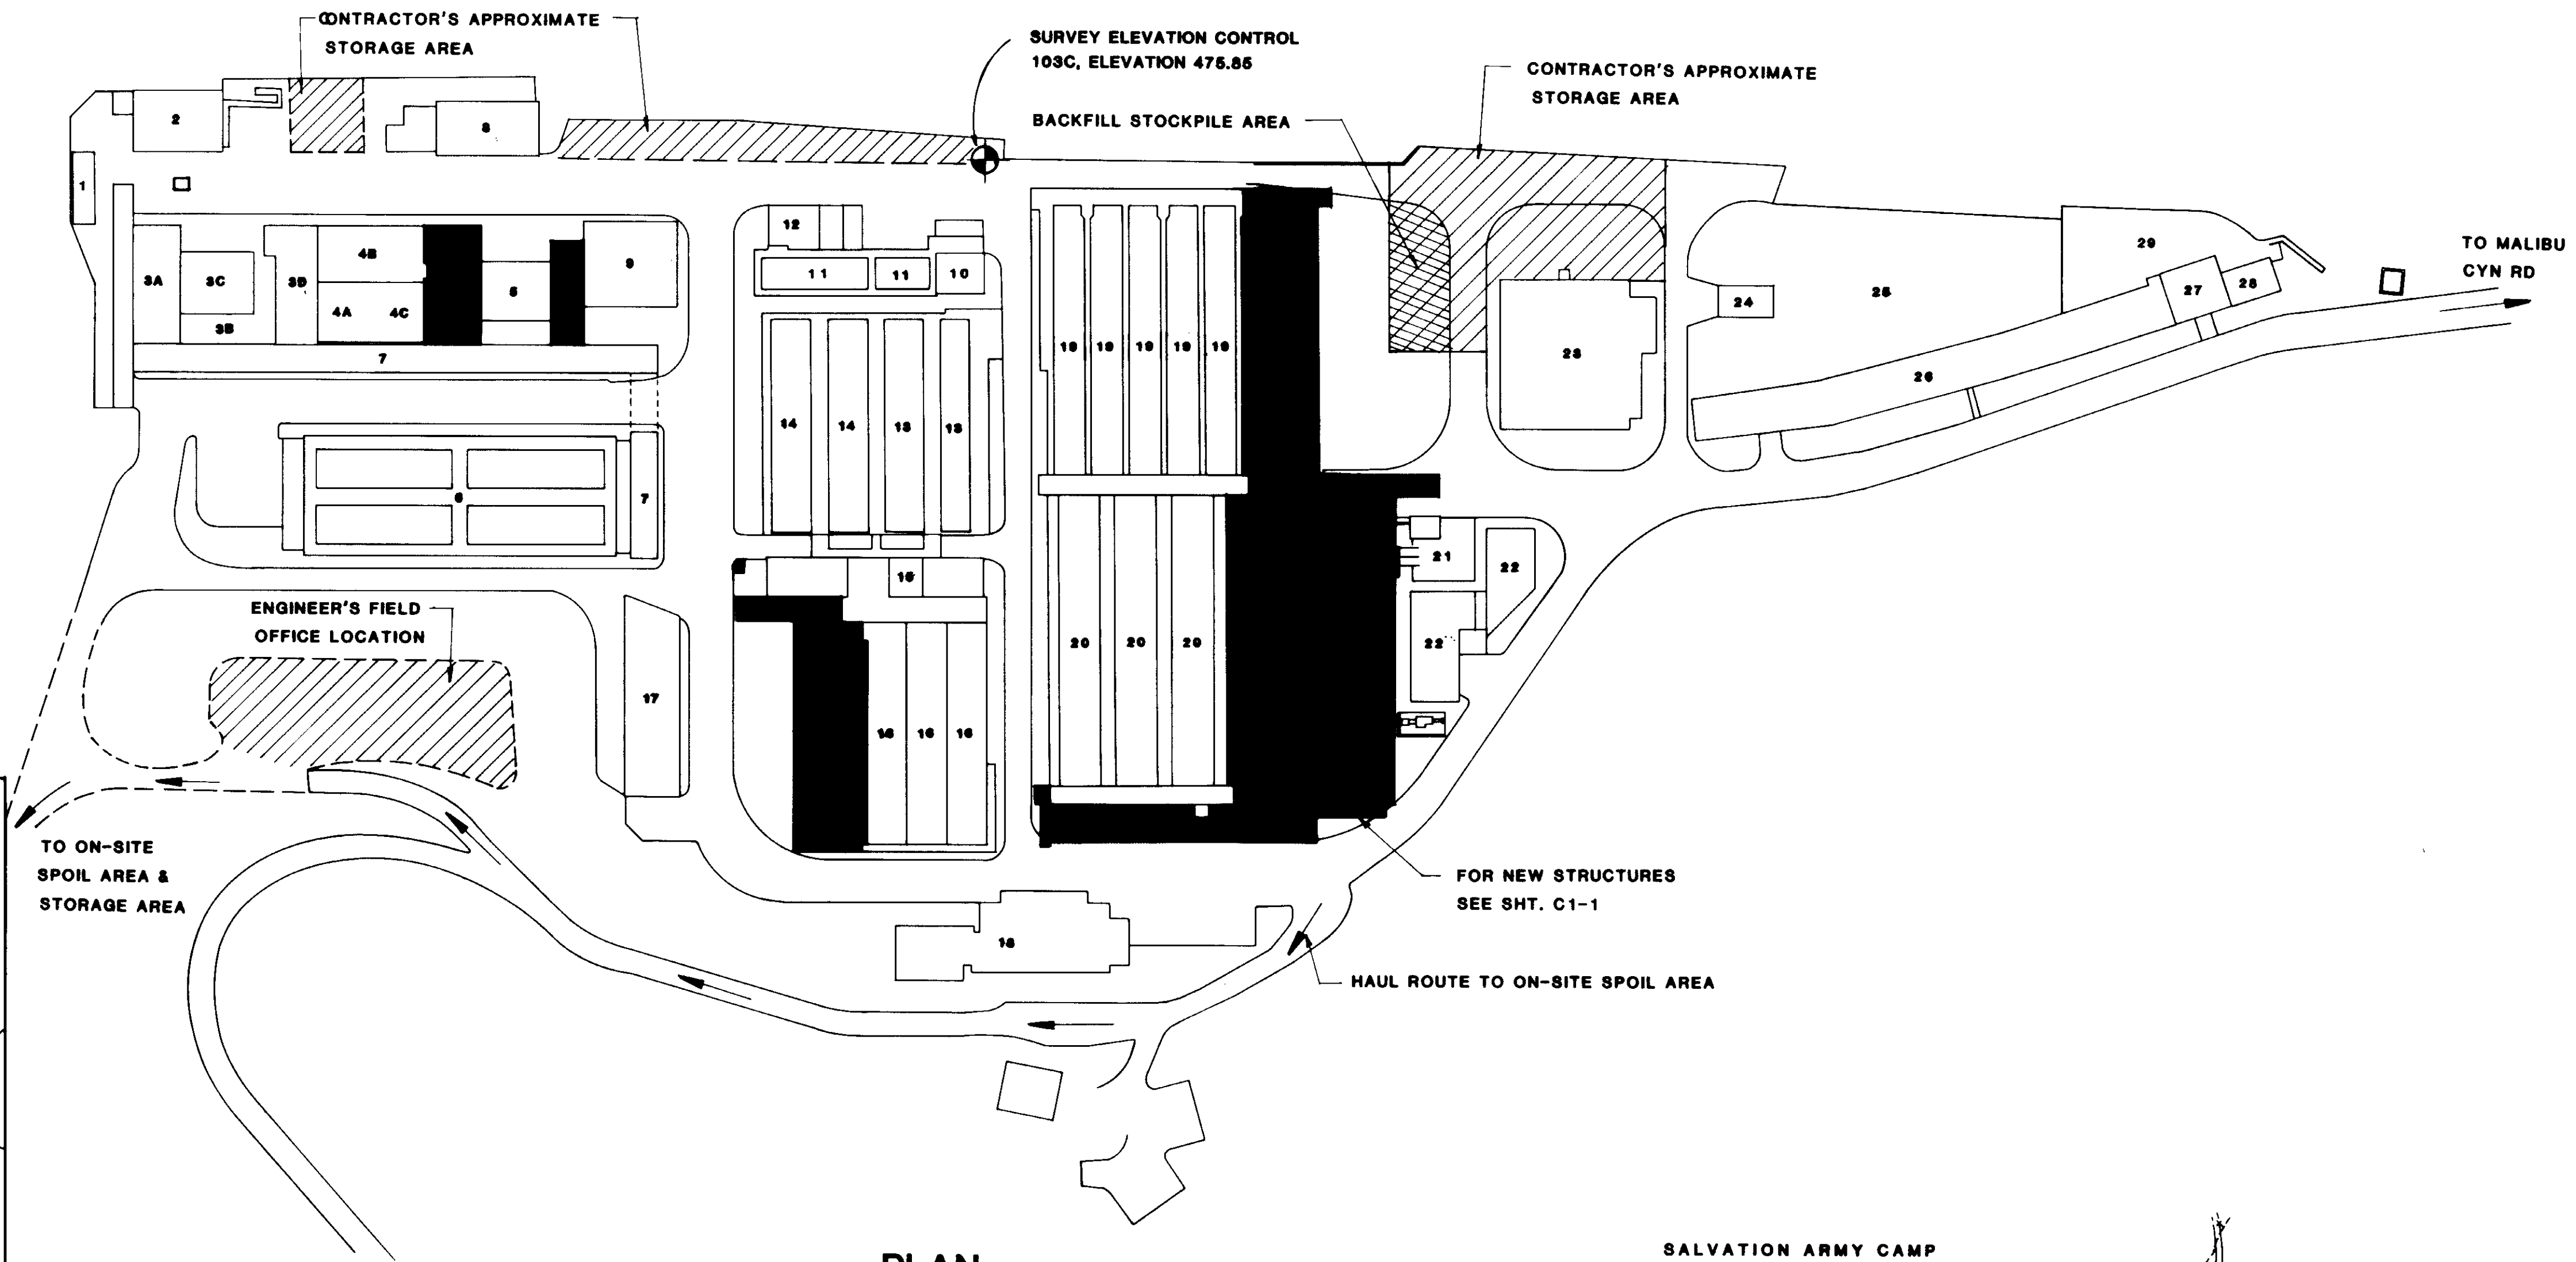 CONTRACTOR'S APPROXIMATE
STORAGE AREA
SURVEY ELEVATION CONTROL
103C, ELEVATION 475.85
CONTRACTOR'S APPROXIMATE
STORAGE AREA
BACKFILL STOCKPILE AREA
2
8
1
12
3A
3C
3D
4B
5
9
11
11
10
4A
4C
3B
7
29
TO MALIBU
CYN RD
24
25
27
28
19
19
19
19
19
23
26
14
14
13
13
6
7
21
22
15
ENGINEER'S FIELD
OFFICE LOCATION
20
20
20
22
17
16
16
16
TO ON-SITE
SPOIL AREA &
STORAGE AREA
FOR NEW STRUCTURES
SEE SHT. C1-1
18
HAUL ROUTE TO ON-SITE SPOIL AREA
PLAN
SALVATION ARMY CAMP